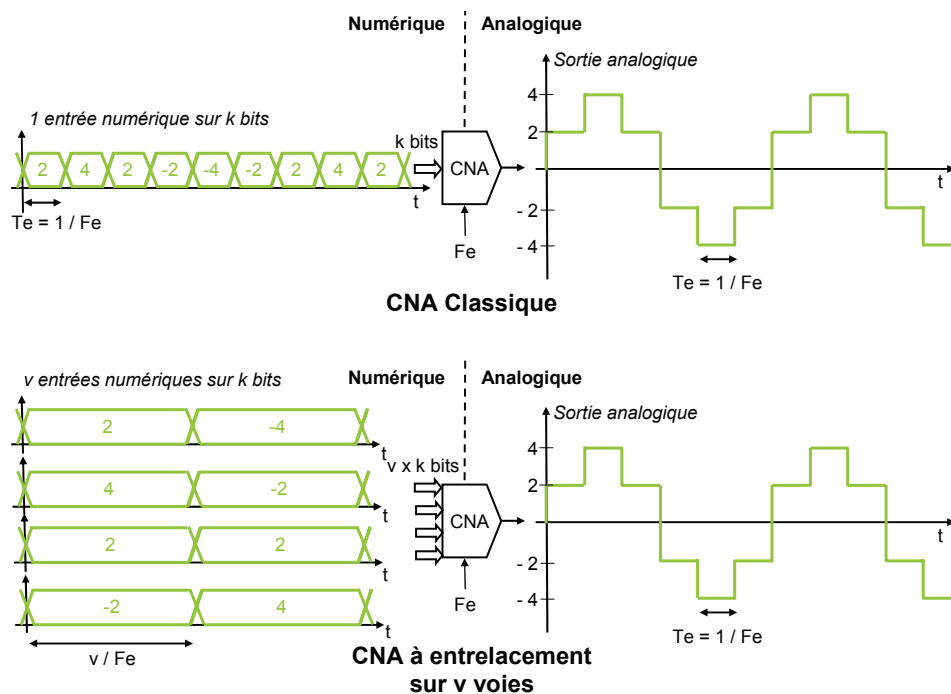 Numérique Analogique
Sortie analogique
1 entrée numérique sur k bits
k bits
2 4 2 -2 -4 -2 2 4 2
t
Te = 1 / Fe
CNA
Fe
4
2
- 2
- 4
t
Te = 1 / Fe
CNA Classique
Numérique Analogique
v entrées numériques sur k bits
Sortie analogique
2 -4
t
v x k bits
4 -2
t
2 2
t
-2 4
t
v / Fe
CNA
Fe
4
2
- 2
- 4
t
Te = 1 / Fe
CNA à entrelacement
sur v voies